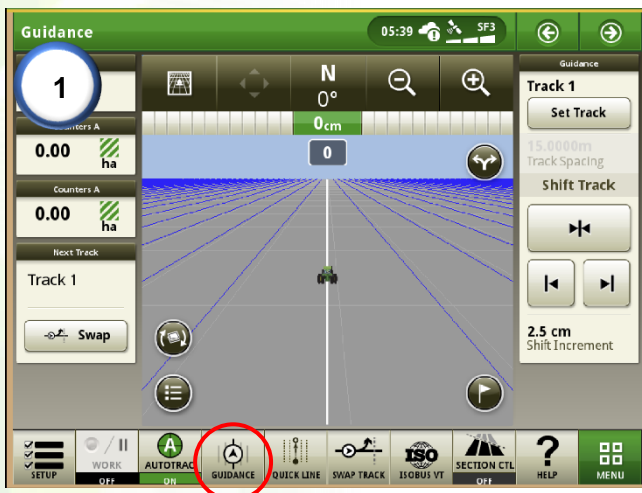 Guidance
05:39
SF3
1
Counters A
0.00
ha
Counters A
0.00
ha
Next Track
Track 1
Swap
N
0°
0cm
0
Guidance
Track 1
Set Track
15.0000m
Track Spacing
Shift Track
2.5 cm
Shift Increment
SETUP
WORK
OFF
A
AUTOTRAC
ON
GUIDANCE
QUICK LINE
SWAP TRACK
ISO
ISOBUS VT
SECTION CTL
OFF
?
HELP
MENU